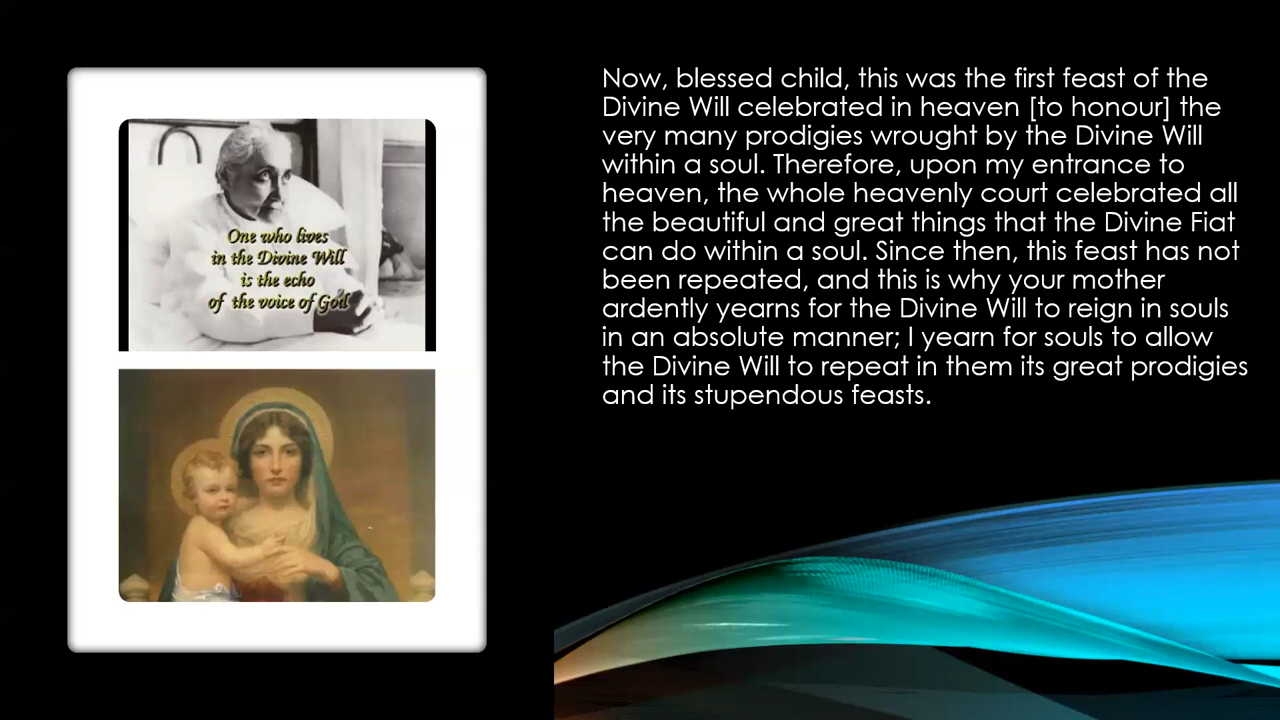 One who lives
in the Divine Will
is the echo
of the voice of God
Now, blessed child, this was the first feast of the
Divine Will celebrated in heaven [to honour] the
very many prodigies wrought by the Divine Will
within a soul. Therefore, upon my entrance to
heaven, the whole heavenly court celebrated all
the beautiful and great things that the Divine Fiat
can do within a soul. Since then, this feast has not
been repeated, and this is why your mother
ardently yearns for the Divine Will to reign in souls
in an absolute manner; I yearn for souls to allow
the Divine Will to repeat in them its great prodigies
and its stupendous feasts.